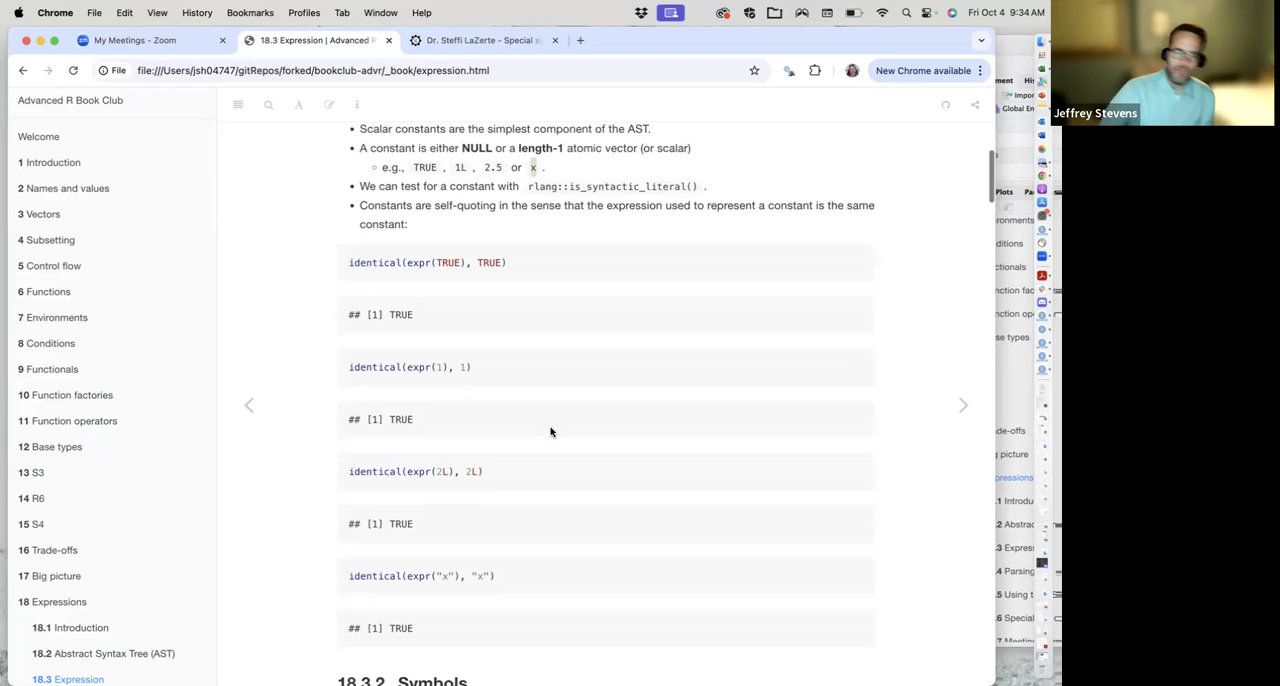 Chrome File Edit View History Bookmarks Profiles Tab Window Help Fri Oct 4 9:34 AM
My Meetings - Zoom
18.3 Expression | Advanced R
Dr. Steffi LaZerte - Special sy
File file:///Users/jsh04747/gitRepos/forked/bookclub-advr/_book/expression.html
New Chrome available
Jeffrey Stevens
Advanced R Book Club
Welcome
1 Introduction
2 Names and values
3 Vectors
4 Subsetting
5 Control flow
6 Functions
7 Environments
8 Conditions
9 Functionals
10 Function factories
11 Function operators
12 Base types
13 S3
14 R6
15 S4
16 Trade-offs
17 Big picture
18 Expressions
18.1 Introduction
18.2 Abstract Syntax Tree (AST)
18.3 Expression
Scalar constants are the simplest component of the AST.
A constant is either NULL or a length-1 atomic vector (or scalar)
e.g., TRUE , 1L , 2.5 or x .
We can test for a constant with rlang::is_syntactic_literal() .
Constants are self-quoting in the sense that the expression used to represent a constant is the same
constant:
identical(expr(TRUE), TRUE)
## [1] TRUE
identical(expr(1), 1)
## [1] TRUE
identical(expr(2L), 2L)
## [1] TRUE
identical(expr("x"), "x")
## [1] TRUE
18.3.2 Symbols
Global En
Plots